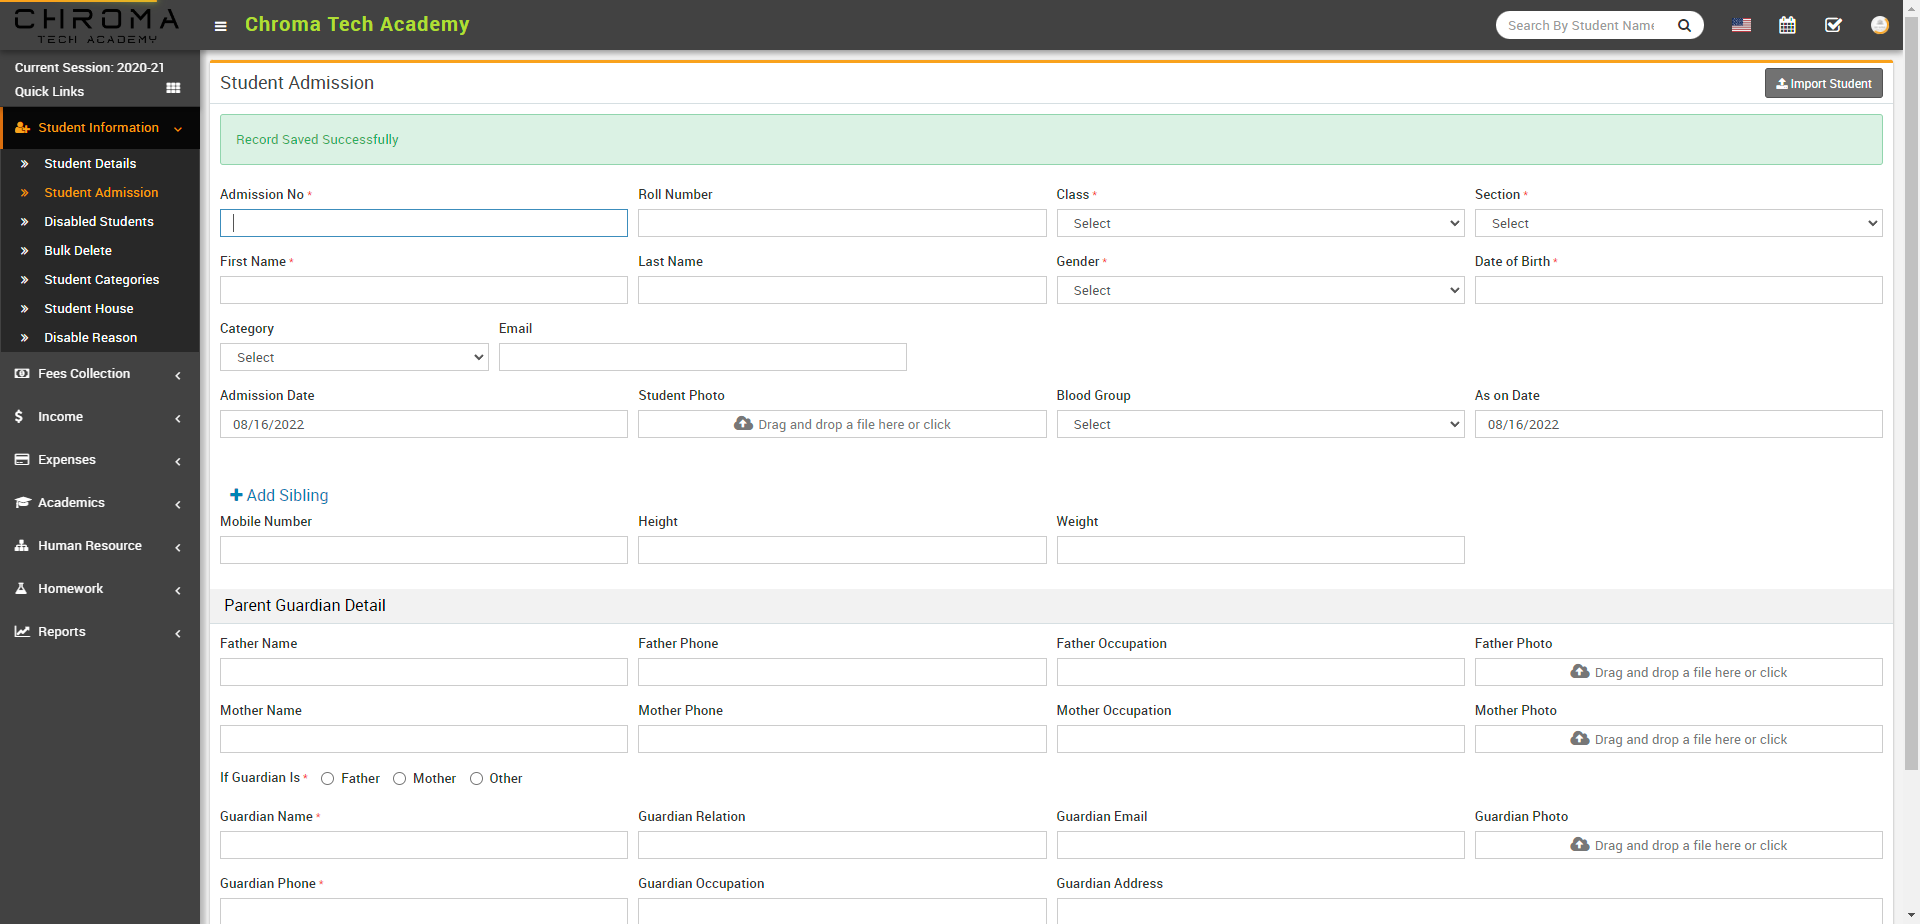 CHROMA
TECH ACADEMY
Chroma Tech Academy
Search By Student Name
Current Session: 2020-21
Quick Links
Student Information
Student Details
Student Admission
Disabled Students
Bulk Delete
Student Categories
Student House
Disable Reason
Fees Collection
Income
Expenses
Academics
Human Resource
Homework
Reports
Student Admission
Import Student
Record Saved Successfully
Admission No *
Roll Number
Class *
Section *
Select
Select
First Name *
Last Name
Gender *
Date of Birth *
Select
Category
Email
Select
Admission Date
Student Photo
Blood Group
As on Date
08/16/2022
Drag and drop a file here or click
Select
08/16/2022
Add Sibling
Mobile Number
Height
Weight
Parent Guardian Detail
Father Name
Father Phone
Father Occupation
Father Photo
Drag and drop a file here or click
Mother Name
Mother Phone
Mother Occupation
Mother Photo
Drag and drop a file here or click
If Guardian Is * Father Mother Other
Guardian Name *
Guardian Relation
Guardian Email
Guardian Photo
Drag and drop a file here or click
Guardian Phone *
Guardian Occupation
Guardian Address